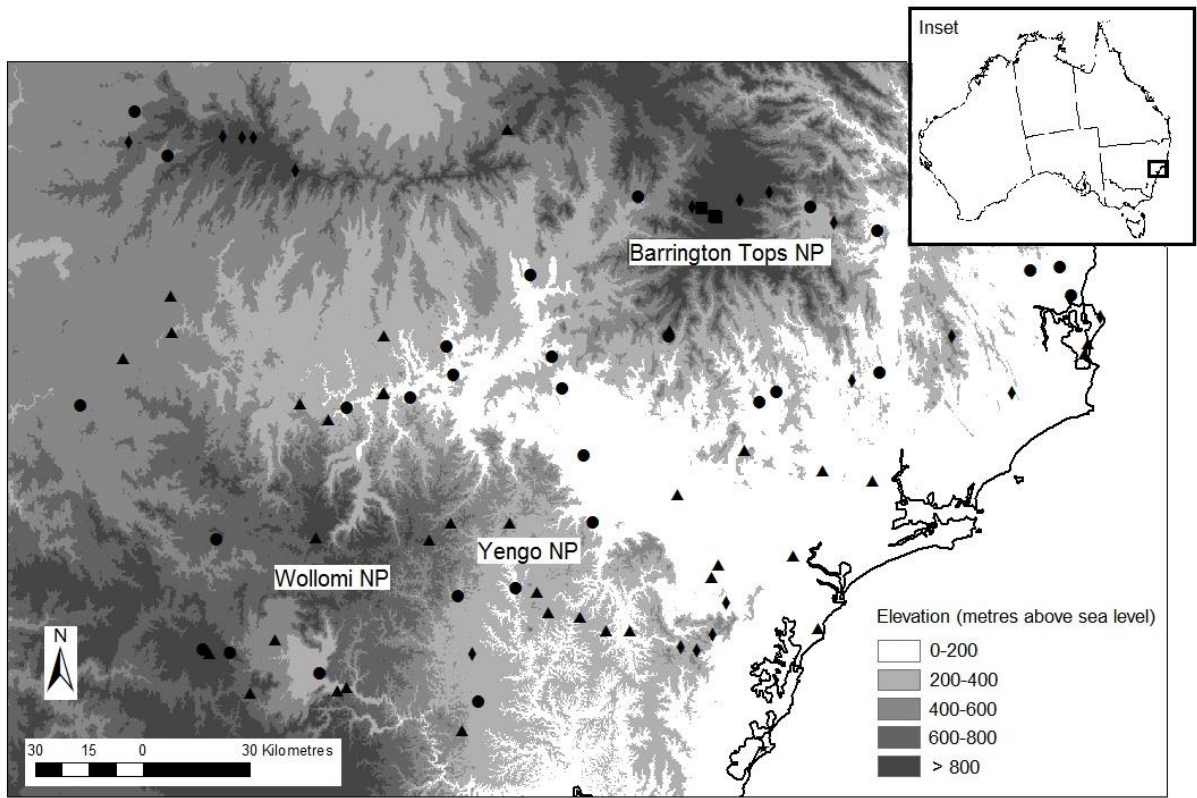 Inset
Barrington Tops NP
Yengo NP
Wollomi NP
N
30 15 0 30 Kilometres
Elevation (metres above sea level)
0-200
200-400
400-600
600-800
> 800